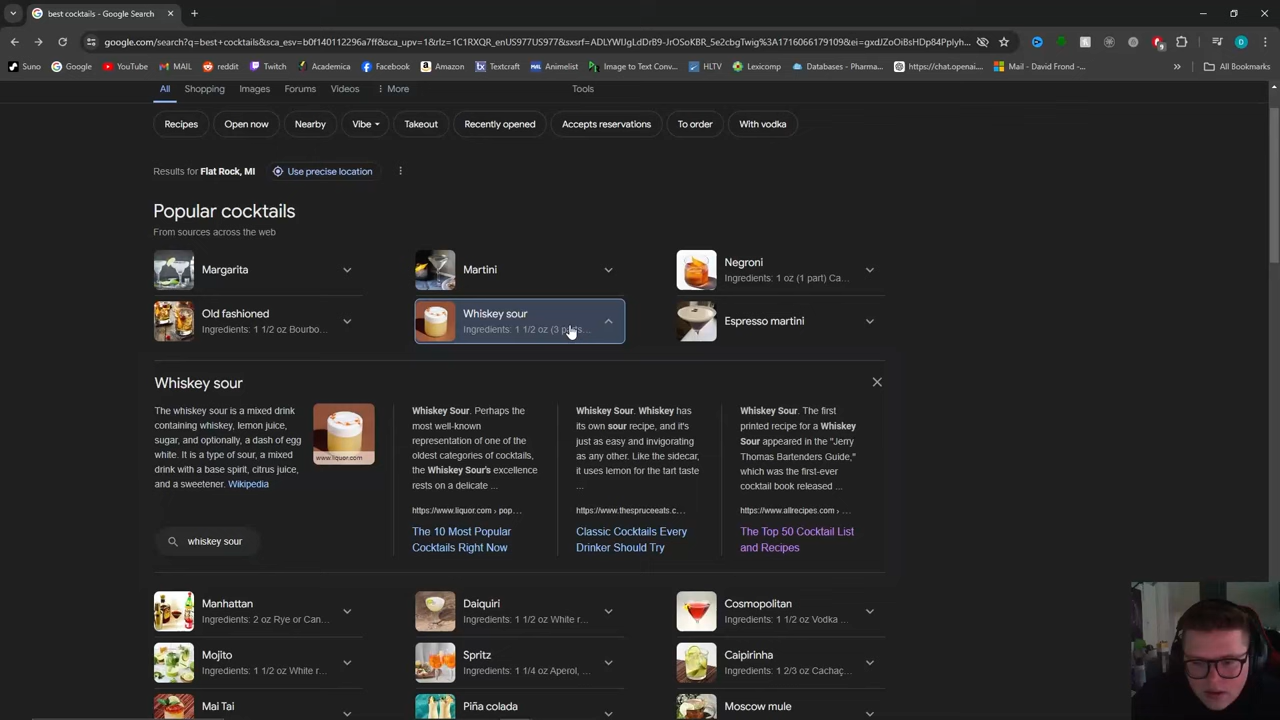 best cocktails - Google Search
google.com/search?q=best+cocktails&sca_esv=b0f140112296a7ff&sca_upv=1&rlz=1C1RXQR_enUS977US977&sxsrf=ADLYWIJgLdDrB9-JrOSoKBR_5e2cbgTwig%3A1716066179109&ei=gxdJZoOiBsHDp84Pplyh...
Suno
Google
YouTube
MAIL
reddit
Twitch
Academica
Facebook
Amazon
Textcraft
Animelist
Image to Text Conv...
HLTV
Lexicomp
Databases - Pharma...
https://chat.openai....
Mail - David Frond -...
All Bookmarks
All
Shopping
Images
Forums
Videos
More
Tools
Recipes
Open now
Nearby
Vibe
Takeout
Recently opened
Accepts reservations
To order
With vodka
Results for Flat Rock, MI
Use precise location
Popular cocktails
From sources across the web
Margarita
Martini
Negroni
Ingredients: 1 oz (1 part) Ca...
Old fashioned
Ingredients: 1 1/2 oz Bourbo...
Whiskey sour
Ingredients: 1 1/2 oz (3 parts...
Espresso martini
Whiskey sour
The whiskey sour is a mixed drink
containing whiskey, lemon juice,
sugar, and optionally, a dash of egg
white. It is a type of sour, a mixed
drink with a base spirit, citrus juice,
and a sweetener. Wikipedia
www.liquor.com
whiskey sour
Whiskey Sour. Perhaps the
most well-known
representation of one of the
oldest categories of cocktails,
the Whiskey Sour's excellence
rests on a delicate ...
https://www.liquor.com › pop...
The 10 Most Popular
Cocktails Right Now
Whiskey Sour. Whiskey has
its own sour recipe, and it's
just as easy and invigorating
as any other. Like the sidecar,
it uses lemon for the tart taste
...
https://www.thespruceeats.c...
Classic Cocktails Every
Drinker Should Try
Whiskey Sour. The first
printed recipe for a Whiskey
Sour appeared in the "Jerry
Thomas Bartenders Guide,"
which was the first-ever
cocktail book released ...
https://www.allrecipes.com › ...
The Top 50 Cocktail List
and Recipes
Manhattan
Ingredients: 2 oz Rye or Can...
Daiquiri
Ingredients: 1 1/2 oz White r...
Cosmopolitan
Ingredients: 1 1/2 oz Vodka ...
Mojito
Ingredients: 1 1/2 oz White r...
Spritz
Ingredients: 1 1/4 oz Aperol, ...
Caipirinha
Ingredients: 1 2/3 oz Cachaç...
Mai Tai
Piña colada
Moscow mule